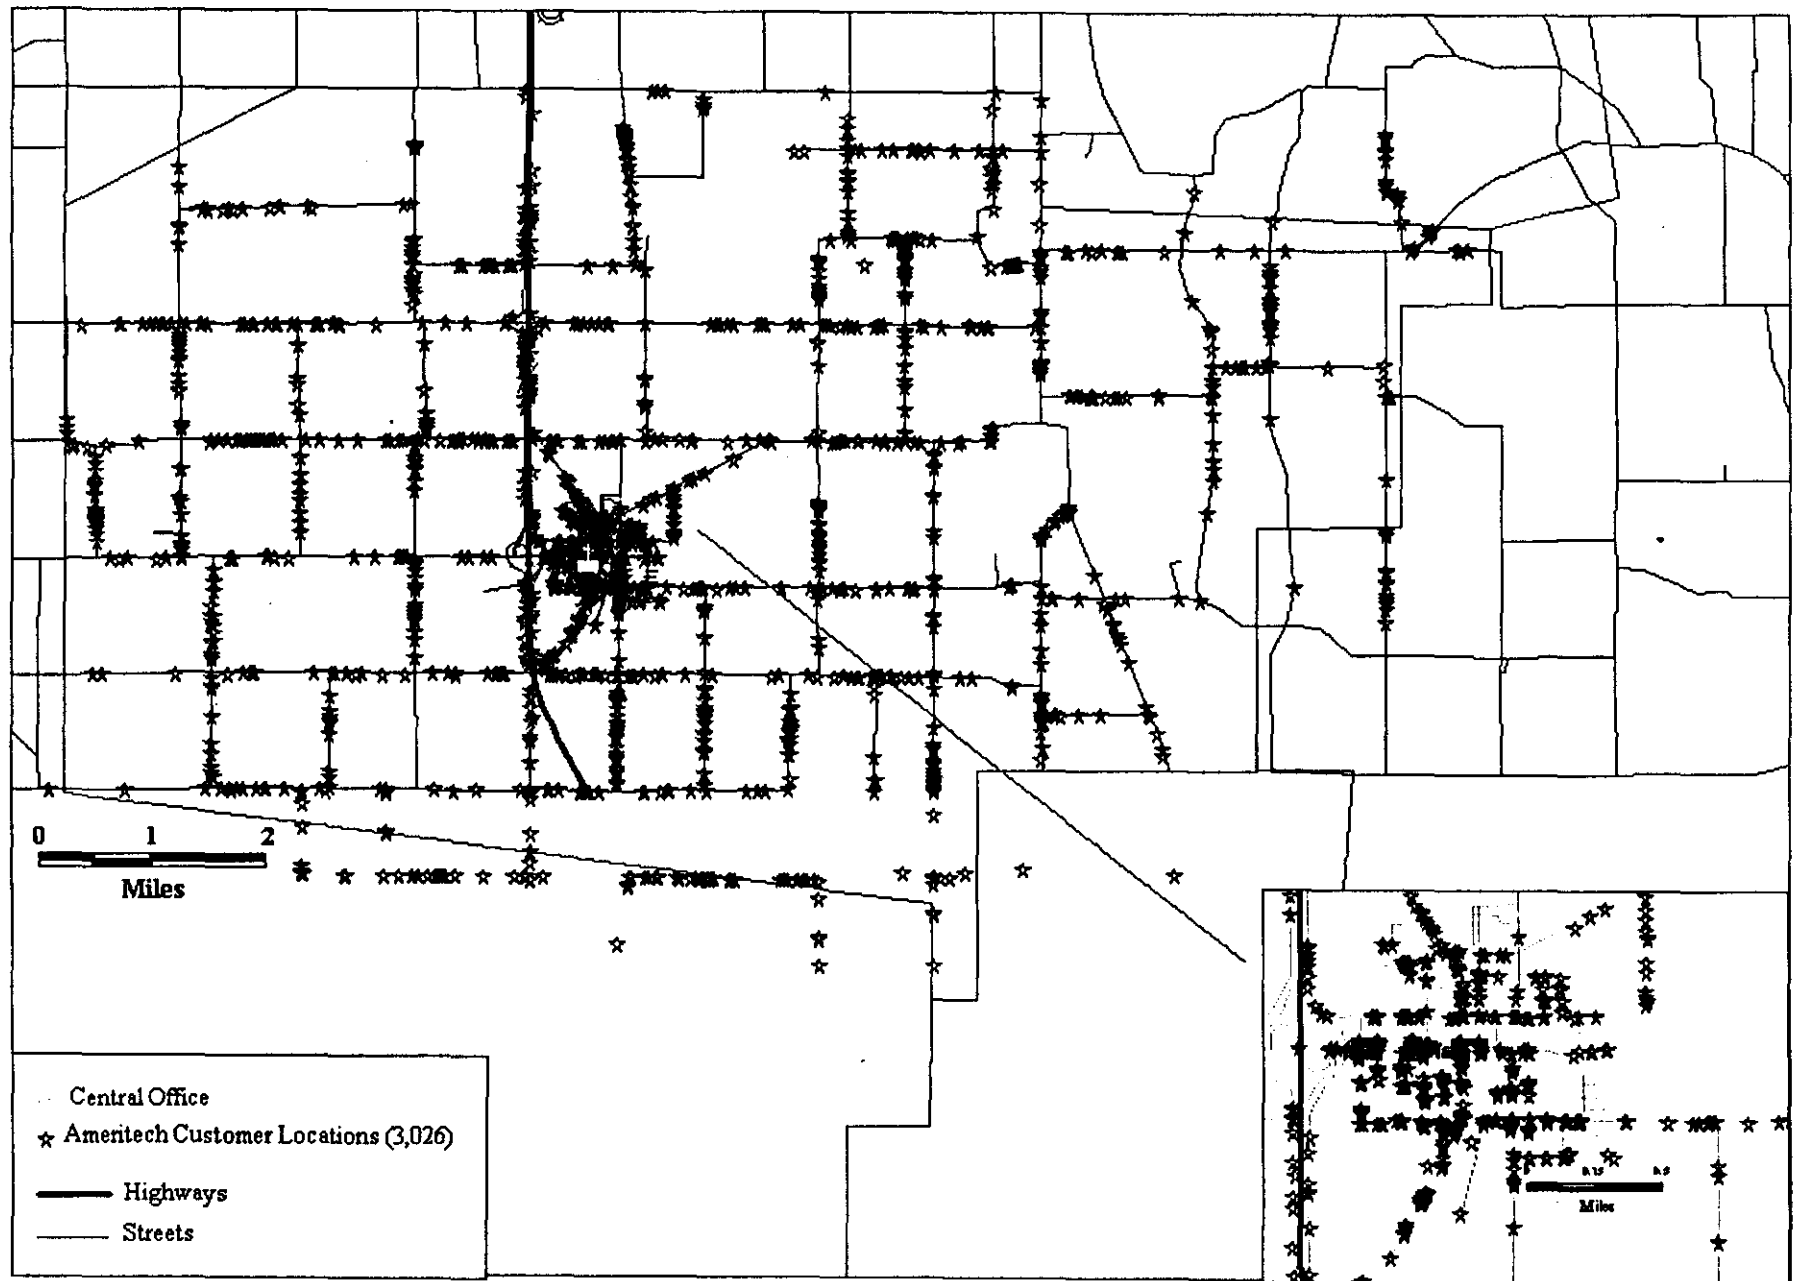 0 1 2
Miles
Central Office
Ameritech Customer Locations (3,026)
Highways
Streets
Miles